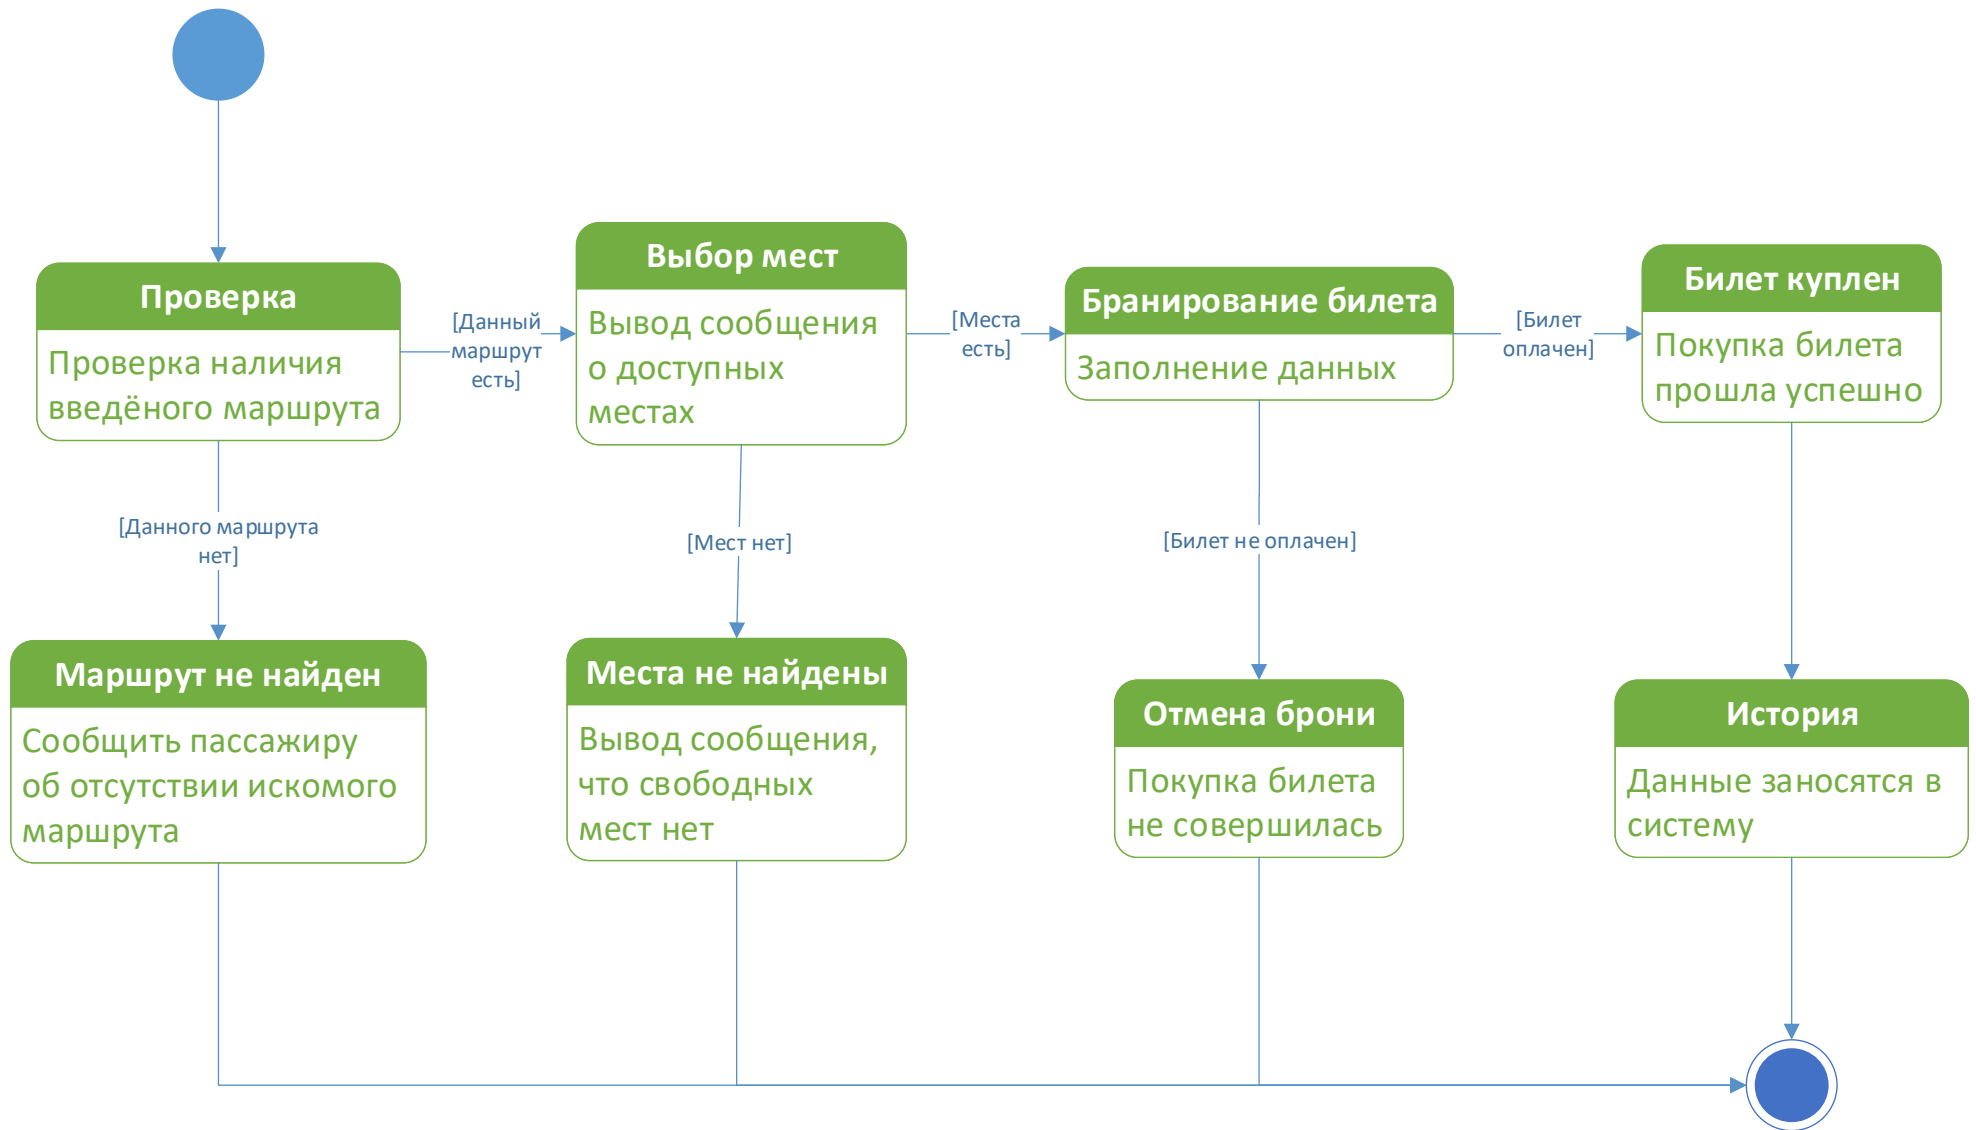 Проверка
Проверка наличия
введёного маршрута
[Данный
маршрут
есть]
Выбор мест
Вывод сообщения
о доступных
местах
[Места
есть]
Бранирование билета
Заполнение данных
[Билет
оплачен]
Билет куплен
Покупка билета
прошла успешно
[Данного маршрута
нет]
[Мест нет]
[Билет не оплачен]
Маршрут не найден
Сообщить пассажиру
об отсутствии искомого
маршрута
Места не найдены
Вывод сообщения,
что свободных
мест нет
Отмена брони
Покупка билета
не совершилась
История
Данные заносятся в
систему